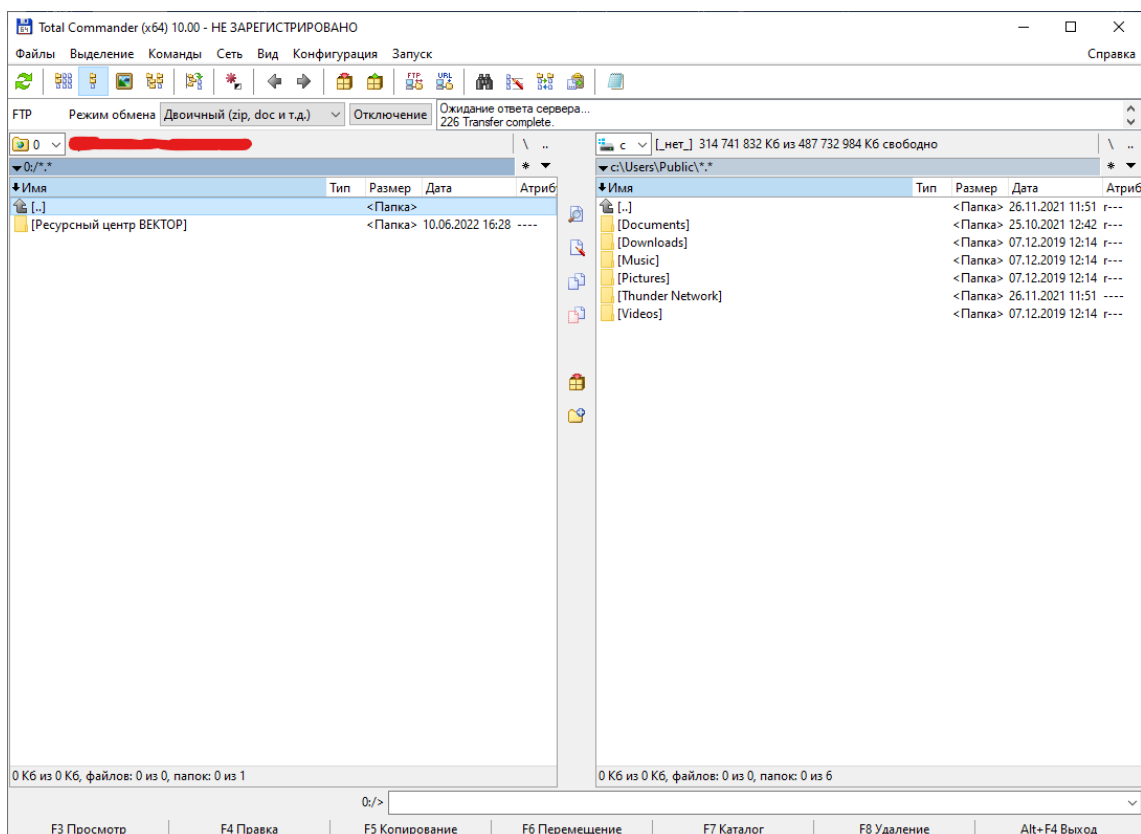 Total Commander (x64) 10.00 - НЕ ЗАРЕГИСТРИРОВАНО
Файлы Выделение Команды Сеть Вид Конфигурация Запуск Справка
FTP URL
FTP Режим обмена Двоичный (zip, doc и т.д.) Отключение Ожидание ответа сервера...
226 Transfer complete.
0 \ .. c [_нет_] 314 741 832 Кб из 487 732 984 Кб свободно \ ..
0:/*.* * c:\Users\Public\*.* *
Имя Тип Размер Дата Атриб Имя Тип Размер Дата Атриб
[..] <Папка> [..] <Папка> 26.11.2021 11:51 r---
[Ресурсный центр ВЕКТОР] <Папка> 10.06.2022 16:28 ---- [Documents] <Папка> 25.10.2021 12:42 r---
[Downloads] <Папка> 07.12.2019 12:14 r---
[Music] <Папка> 07.12.2019 12:14 r---
[Pictures] <Папка> 07.12.2019 12:14 r---
[Thunder Network] <Папка> 26.11.2021 11:51 ----
[Videos] <Папка> 07.12.2019 12:14 r---
0 Кб из 0 Кб, файлов: 0 из 0, папок: 0 из 1 0 Кб из 0 Кб, файлов: 0 из 0, папок: 0 из 6
0:/>
F3 Просмотр F4 Правка F5 Копирование F6 Перемещение F7 Каталог F8 Удаление Alt+F4 Выход